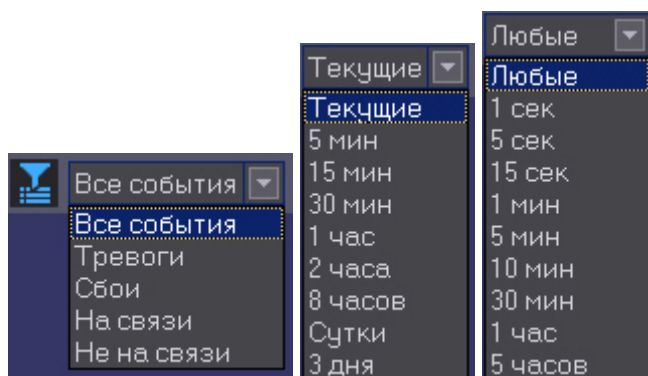 Все события
Все события
Тревоги
Сбои
На связи
Не на связи
Текущие
Текущие
5 мин
15 мин
30 мин
1 час
2 часа
8 часов
Сутки
3 дня
Любые
Любые
1 сек
5 сек
15 сек
1 мин
5 мин
10 мин
30 мин
1 час
5 часов